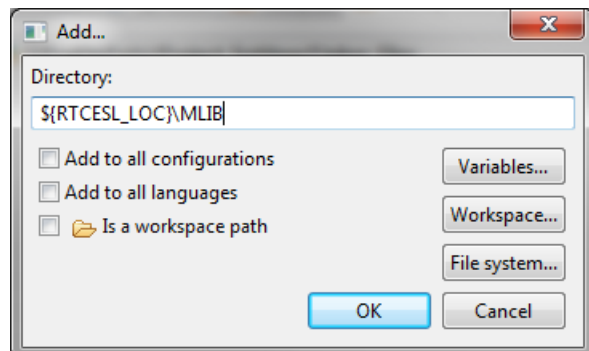 Add...
Directory:
${RTCESL_LOC}\MLIB
Add to all configurations
Variables...
Add to all languages
Workspace...
Is a workspace path
File system...
OK
Cancel